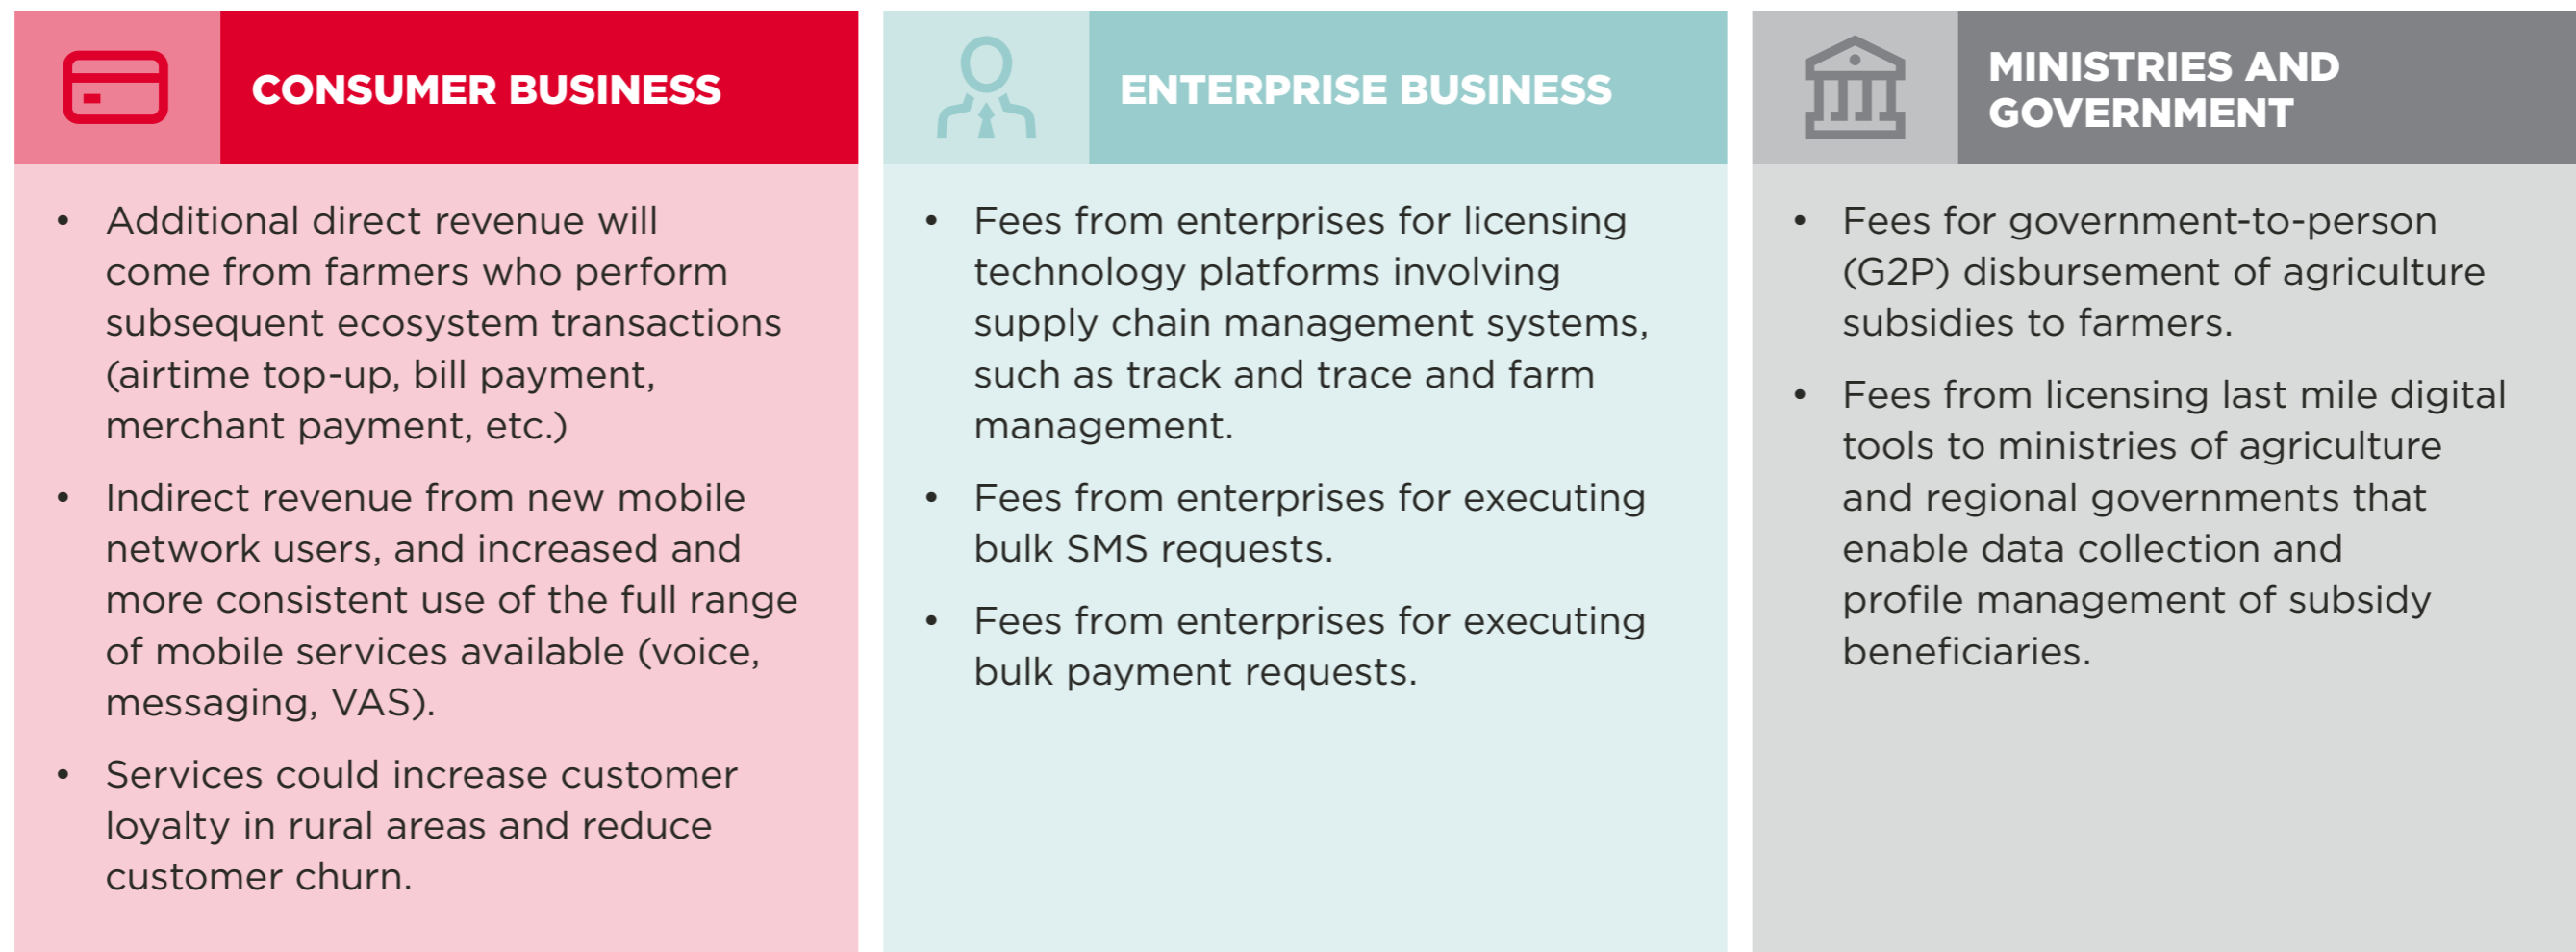 CONSUMER BUSINESS
• Additional direct revenue will
come from farmers who perform
subsequent ecosystem transactions
(airtime top-up, bill payment,
merchant payment, etc.)
• Indirect revenue from new mobile
network users, and increased and
more consistent use of the full range
of mobile services available (voice,
messaging, VAS).
• Services could increase customer
loyalty in rural areas and reduce
customer churn.
ENTERPRISE BUSINESS
• Fees from enterprises for licensing
technology platforms involving
supply chain management systems,
such as track and trace and farm
management.
• Fees from enterprises for executing
bulk SMS requests.
• Fees from enterprises for executing
bulk payment requests.
MINISTRIES AND
GOVERNMENT
• Fees for government-to-person
(G2P) disbursement of agriculture
subsidies to farmers.
• Fees from licensing last mile digital
tools to ministries of agriculture
and regional governments that
enable data collection and
profile management of subsidy
beneficiaries.